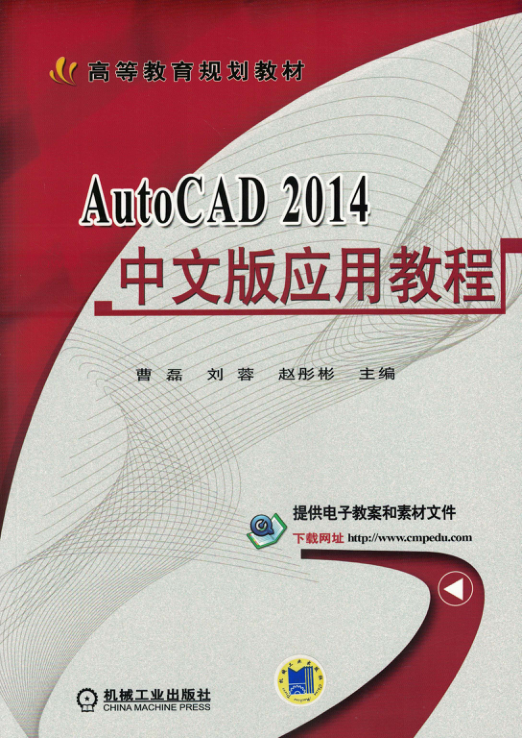 高等教育规划教材
AutoCAD 2014
中文版应用教程
曹磊 刘蓉 赵彤彬 主编
提供电子教案和素材文件
下载网址 http://www.cmpedu.com
机械工业出版社
CHINA MACHINE PRESS